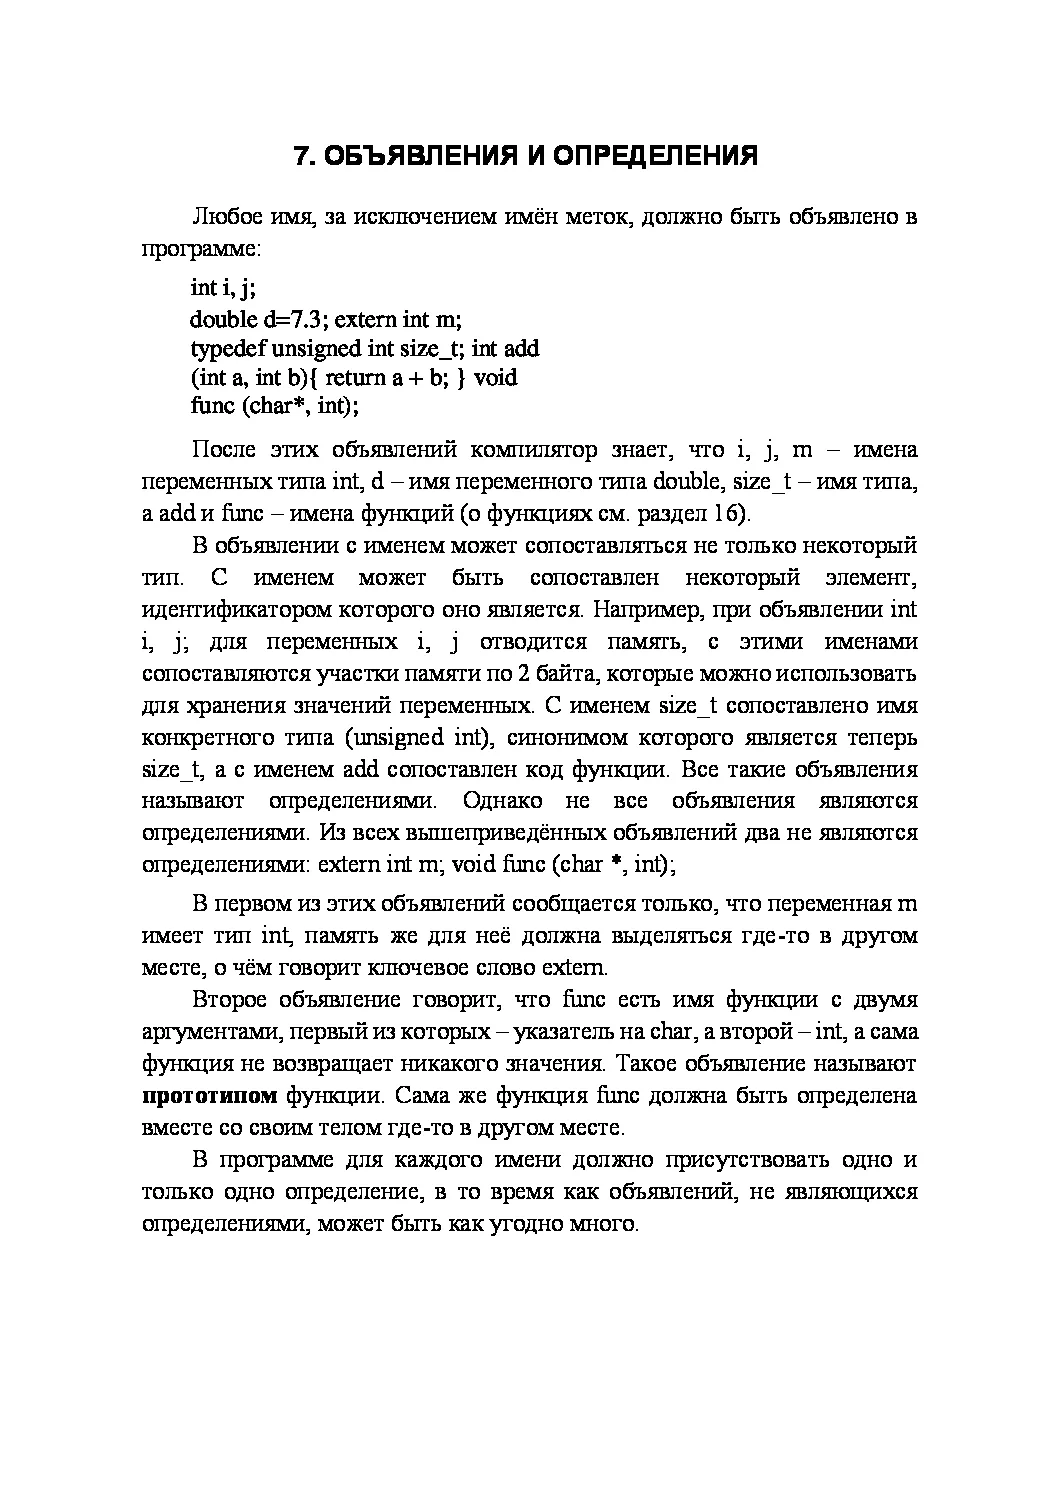 7. ОБЪЯВЛЕНИЯ И ОПРЕДЕЛЕНИЯ
Любое имя, за исключением имён меток, должно быть объявлено в
программе:
int i, j;
double d=7.3; extern int m;
typedef unsigned int size_t; int add
(int a, int b){ return a + b; } void
func (char*, int);
После этих объявлений компилятор знает, что i, j, m – имена
переменных типа int, d – имя переменного типа double, size_t – имя типа,
а add и func – имена функций (о функциях см. раздел 16).
В объявлении с именем может сопоставляться не только некоторый
тип. С именем может быть сопоставлен некоторый элемент,
идентификатором которого оно является. Например, при объявлении int
i, j; для переменных i, j отводится память, с этими именами
сопоставляются участки памяти по 2 байта, которые можно использовать
для хранения значений переменных. С именем size_t сопоставлено имя
конкретного типа (unsigned int), синонимом которого является теперь
size_t, а с именем add сопоставлен код функции. Все такие объявления
называют определениями. Однако не все объявления являются
определениями. Из всех вышеприведённых объявлений два не являются
определениями: extern int m; void func (char *, int);
В первом из этих объявлений сообщается только, что переменная m
имеет тип int, память же для неё должна выделяться где-то в другом
месте, о чём говорит ключевое слово extern.
Второе объявление говорит, что func есть имя функции с двумя
аргументами, первый из которых – указатель на char, а второй – int, а сама
функция не возвращает никакого значения. Такое объявление называют
прототипом функции. Сама же функция func должна быть определена
вместе со своим телом где-то в другом месте.
В программе для каждого имени должно присутствовать одно и
только одно определение, в то время как объявлений, не являющихся
определениями, может быть как угодно много.